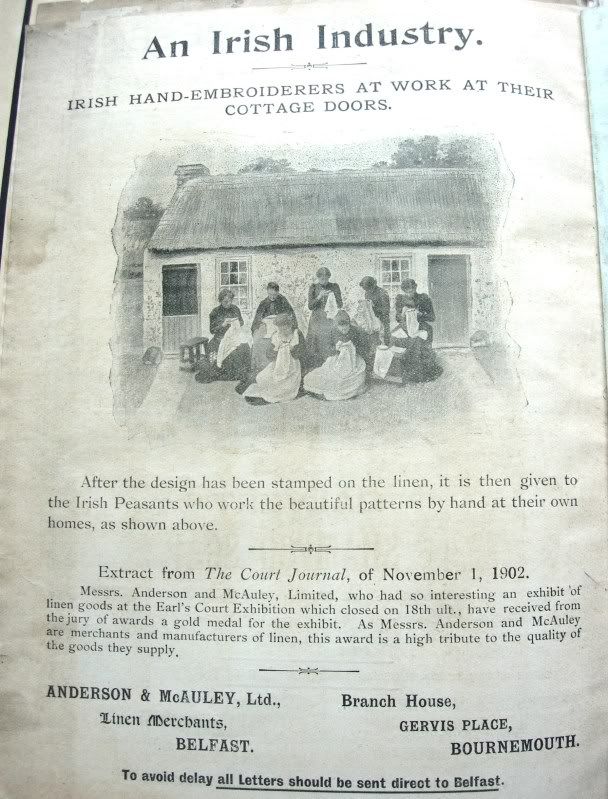 An Irish Industry.
IRISH HAND-EMBROIDERERS AT WORK AT THEIR
COTTAGE DOORS.
After the design has been stamped on the linen, it is then given to
the Irish Peasants who work the beautiful patterns by hand at their own
homes, as shown above.
Extract from The Court Journal, of November 1, 1902.
Messrs. Anderson and McAuley, Limited, who had so interesting an exhibit of
linen goods at the Earl's Court Exhibition which closed on 18th ult., have received from
the jury of awards a gold medal for the exhibit. As Messrs. Anderson and McAuley
are merchants and manufacturers of linen, this award is a high tribute to the quality of
the goods they supply.
ANDERSON & McAULEY, Ltd.,
Linen Merchants,
BELFAST.
Branch House,
GERVIS PLACE,
BOURNEMOUTH.
To avoid delay all Letters should be sent direct to Belfast.